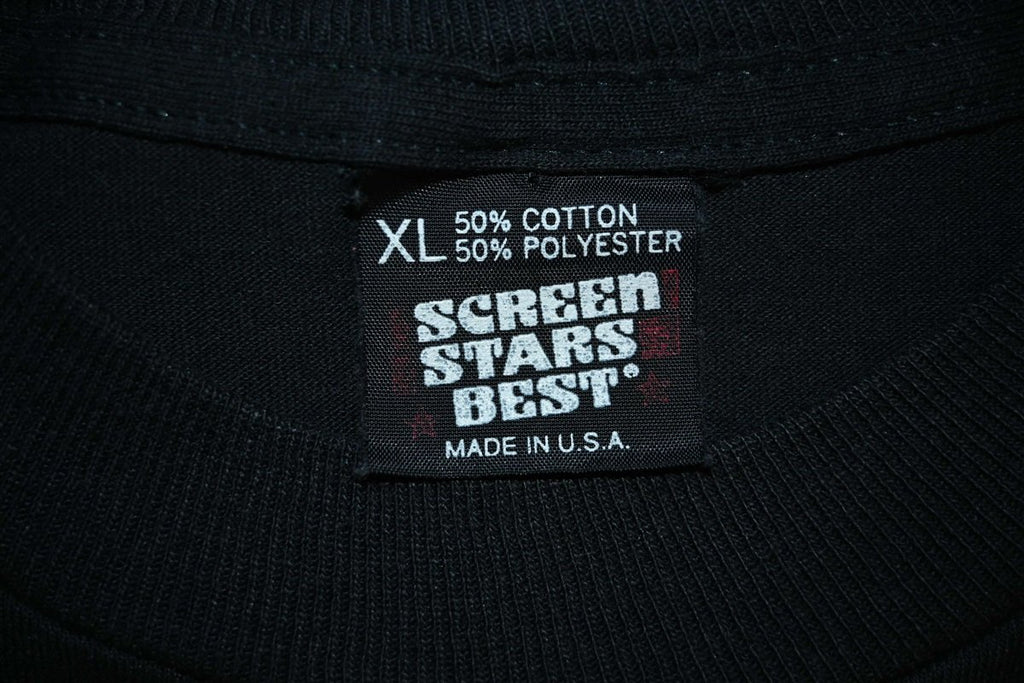 XL 50% COTTON
50% POLYESTER
SCREEn
STARS
BEST®
MADE IN U.S.A.